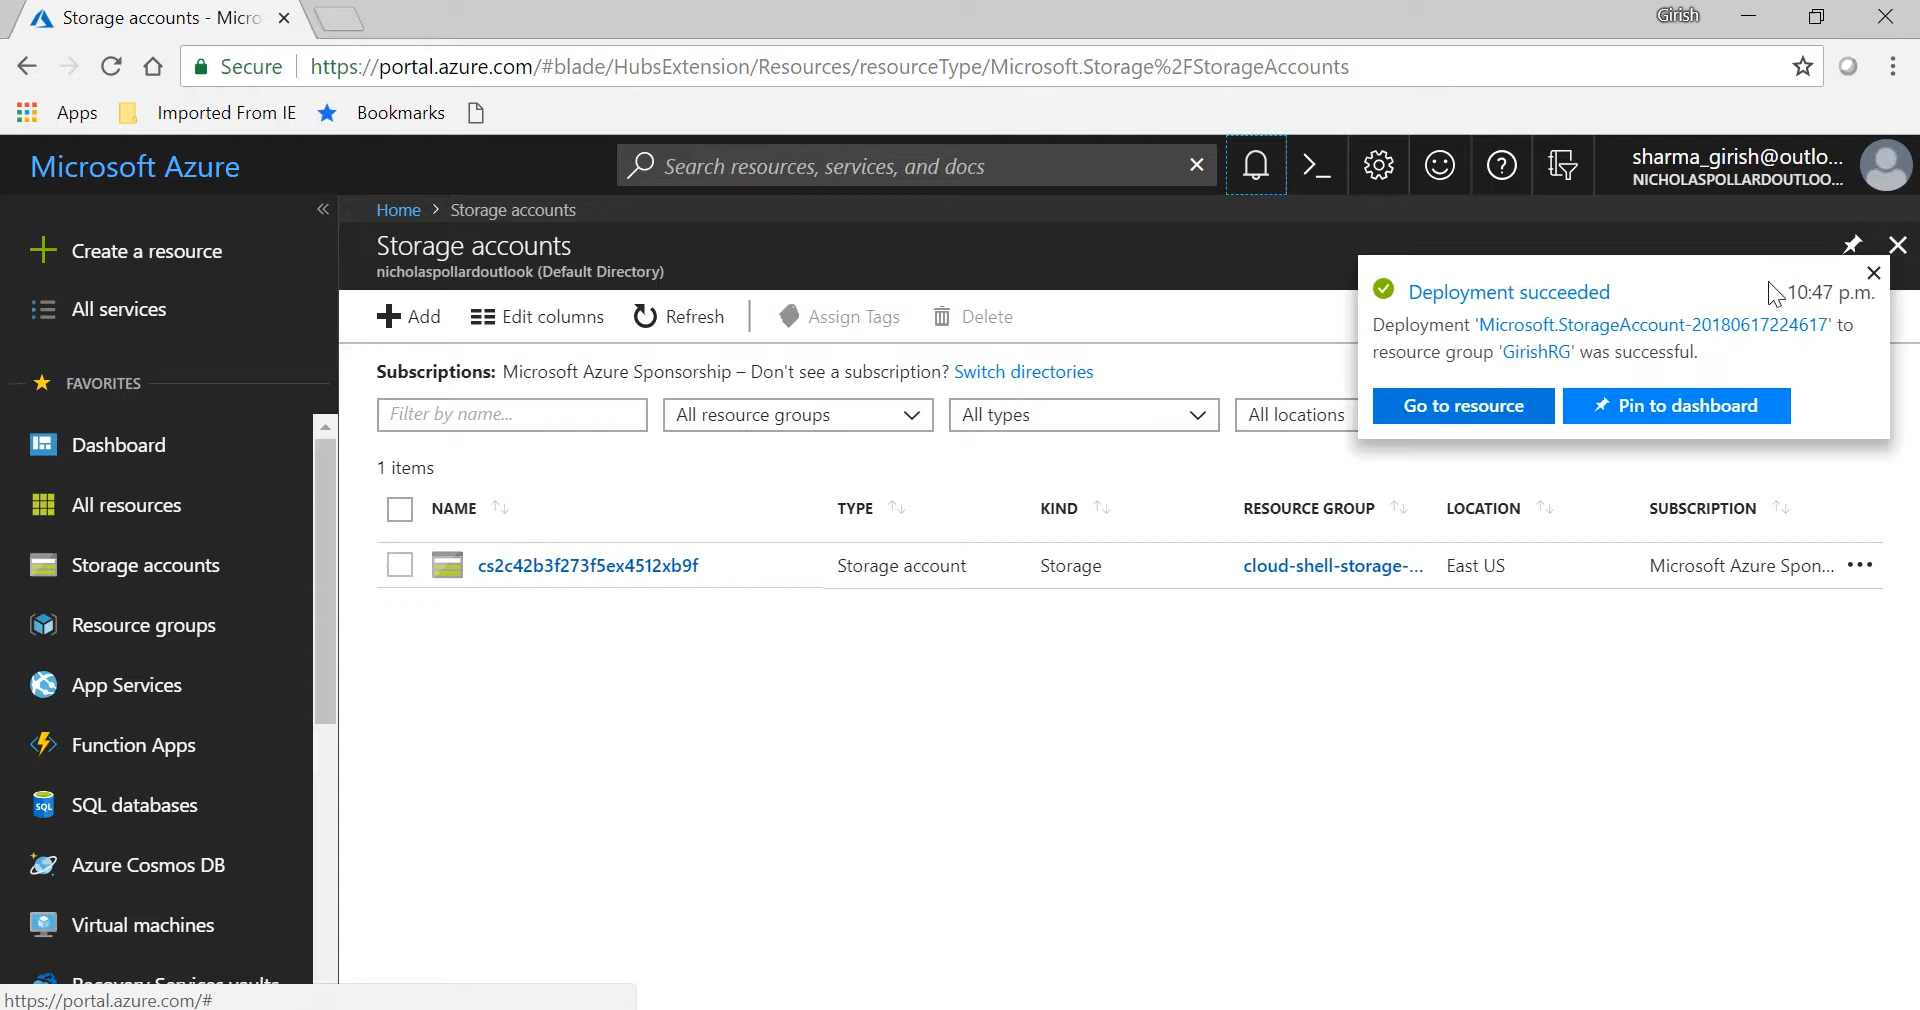 Storage accounts - Micro
Girish
Secure
https://portal.azure.com/#blade/HubsExtension/Resources/resourceType/Microsoft.Storage%2FStorageAccounts
Apps
Imported From IE
Bookmarks
Microsoft Azure
Search resources, services, and docs
sharma_girish@outlo...
NICHOLASPOLLARDOUTLOO...
Home > Storage accounts
Create a resource
Storage accounts
nicholaspollardoutlook (Default Directory)
All services
Add
Edit columns
Refresh
Assign Tags
Delete
Deployment succeeded
10:47 p.m.
Deployment 'Microsoft.StorageAccount-20180617224617' to
resource group 'GirishRG' was successful.
Go to resource
Pin to dashboard
Subscriptions: Microsoft Azure Sponsorship – Don't see a subscription? Switch directories
FAVORITES
Filter by name...
All resource groups
All types
All locations
1 items
NAME
TYPE
KIND
RESOURCE GROUP
LOCATION
SUBSCRIPTION
cs2c42b3f273f5ex4512xb9f
Storage account
Storage
cloud-shell-storage-...
East US
Microsoft Azure Spon...
Dashboard
All resources
Storage accounts
Resource groups
App Services
Function Apps
SQL
SQL databases
Azure Cosmos DB
Virtual machines
Recovery Services vaults
https://portal.azure.com/#